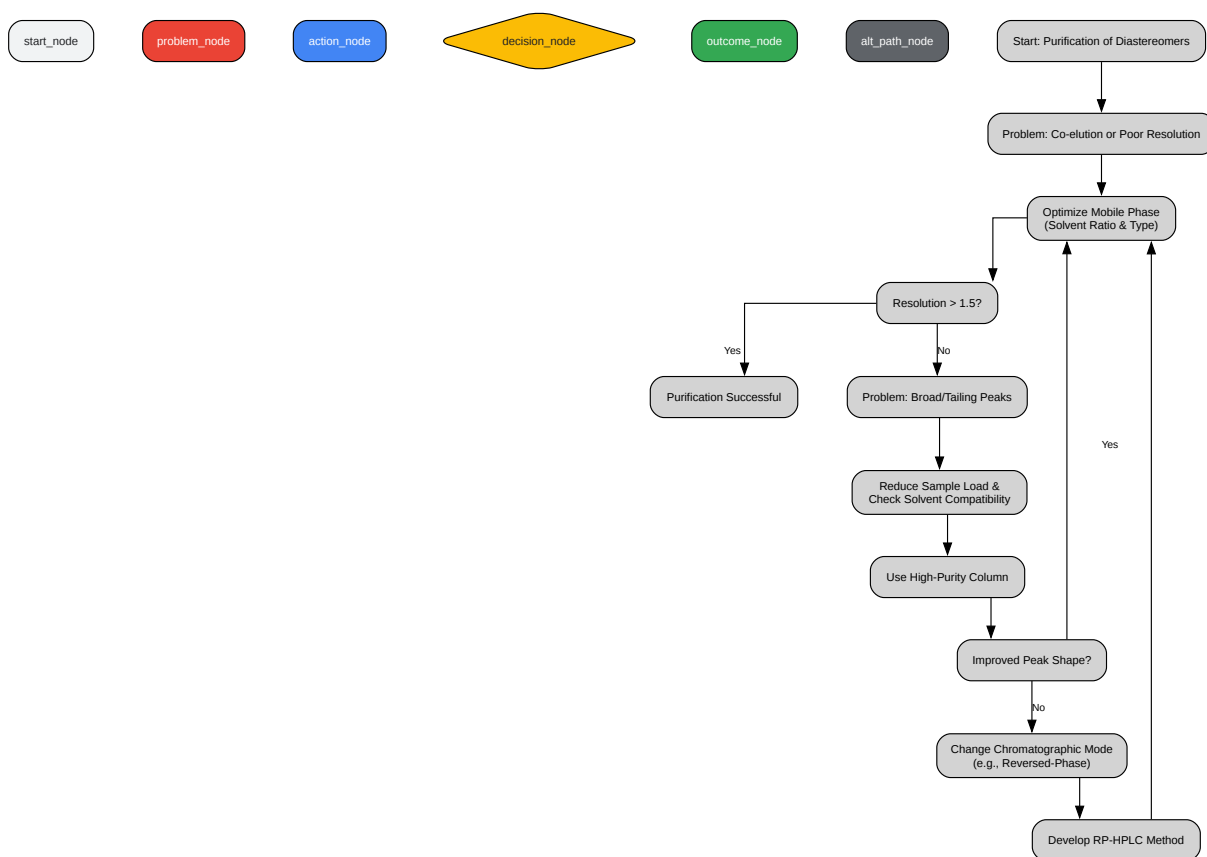 start_node
problem_node
action_node
decision_node
outcome_node
alt_path_node
Start: Purification of Diastereomers
Problem: Co-elution or Poor Resolution
Optimize Mobile Phase
(Solvent Ratio & Type)
Resolution > 1.5?
Yes
No
Purification Successful
Problem: Broad/Tailing Peaks
Yes
Reduce Sample Load &
Check Solvent Compatibility
Use High-Purity Column
Improved Peak Shape?
No
Change Chromatographic Mode
(e.g., Reversed-Phase)
Develop RP-HPLC Method